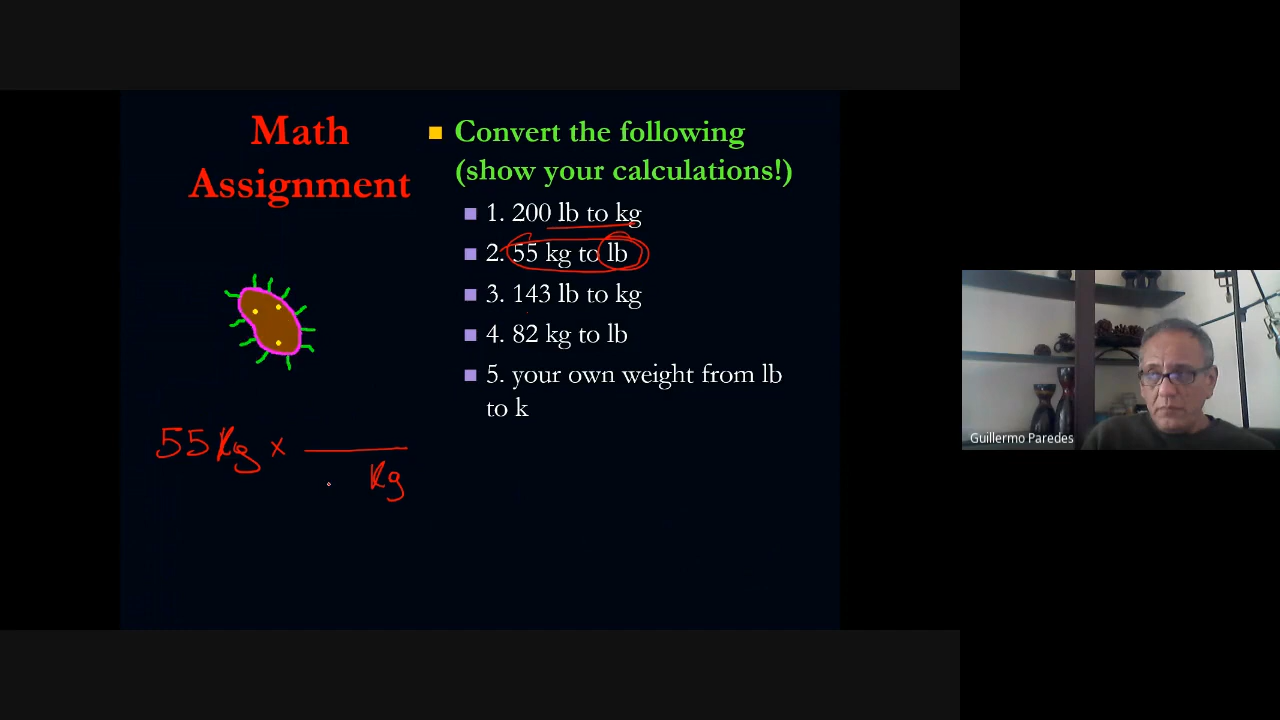 Math
Assignment
Convert the following
(show your calculations!)
1. 200 lb to kg
2. 55 kg to lb
3. 143 lb to kg
4. 82 kg to lb
5. your own weight from lb
to k
55 Kg ×
Kg
Guillermo Paredes